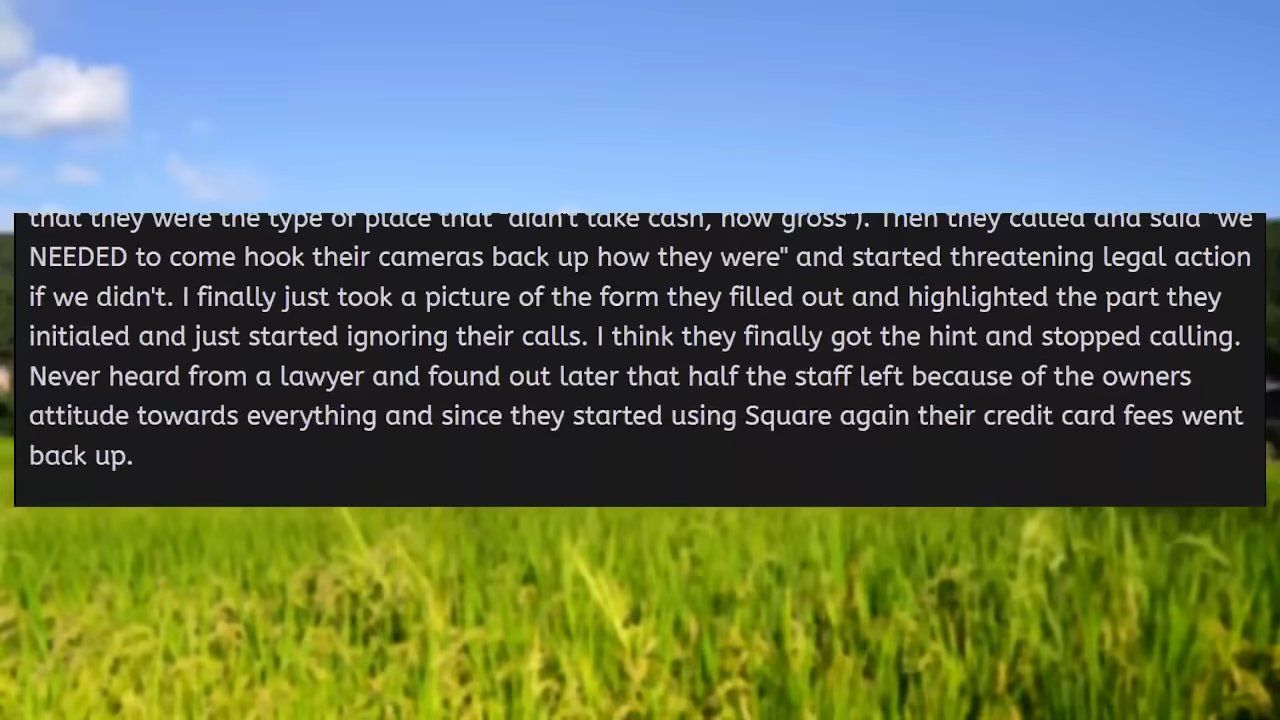 that they were the type of place that "didn't take cash, how gross"). Then they called and said "we
NEEDED to come hook their cameras back up how they were" and started threatening legal action
if we didn't. I finally just took a picture of the form they filled out and highlighted the part they
initialed and just started ignoring their calls. I think they finally got the hint and stopped calling.
Never heard from a lawyer and found out later that half the staff left because of the owners
attitude towards everything and since they started using Square again their credit card fees went
back up.